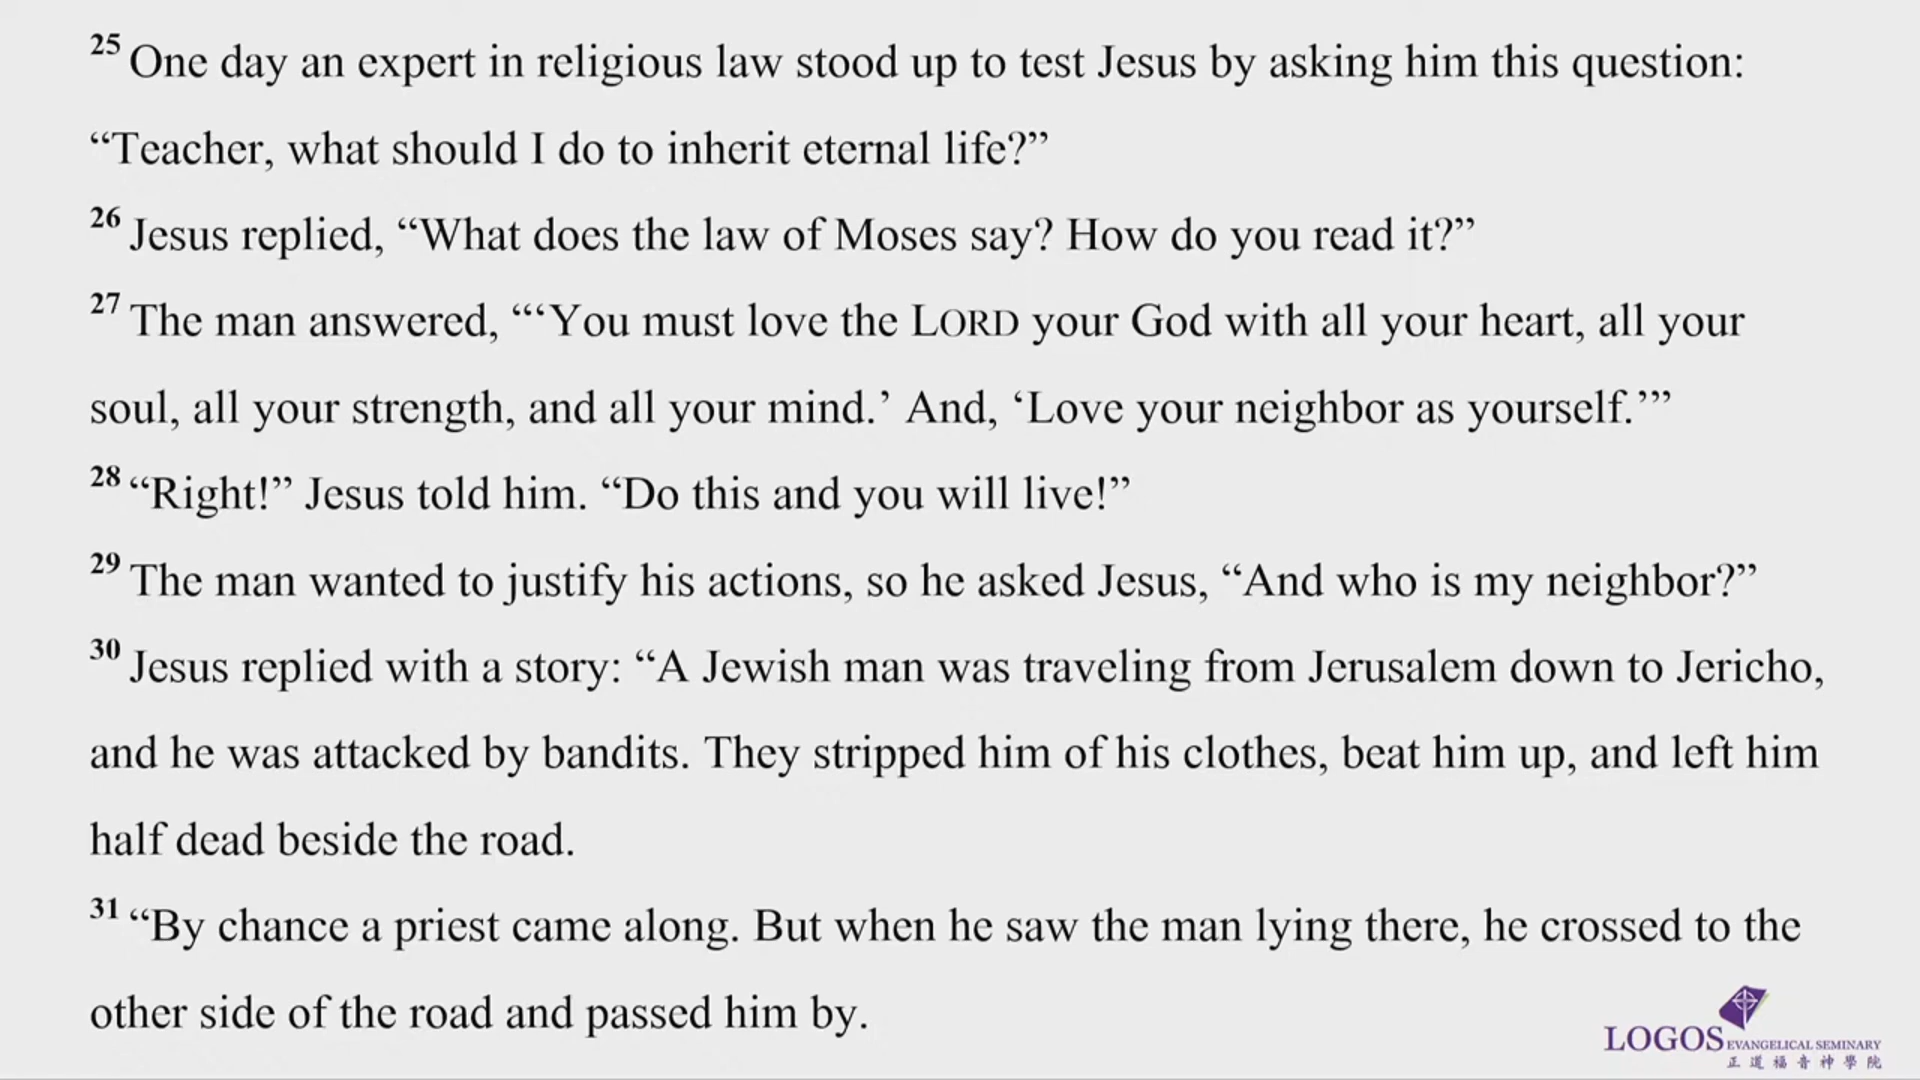 25 One day an expert in religious law stood up to test Jesus by asking him this question:
“Teacher, what should I do to inherit eternal life?”
26 Jesus replied, “What does the law of Moses say? How do you read it?”
27 The man answered, “‘You must love the LORD your God with all your heart, all your
soul, all your strength, and all your mind.’ And, ‘Love your neighbor as yourself.’”
28 “Right!” Jesus told him. “Do this and you will live!”
29 The man wanted to justify his actions, so he asked Jesus, “And who is my neighbor?”
30 Jesus replied with a story: “A Jewish man was traveling from Jerusalem down to Jericho,
and he was attacked by bandits. They stripped him of his clothes, beat him up, and left him
half dead beside the road.
31 “By chance a priest came along. But when he saw the man lying there, he crossed to the
other side of the road and passed him by.
LOGOS EVANGELICAL SEMINARY
正道福音神學院